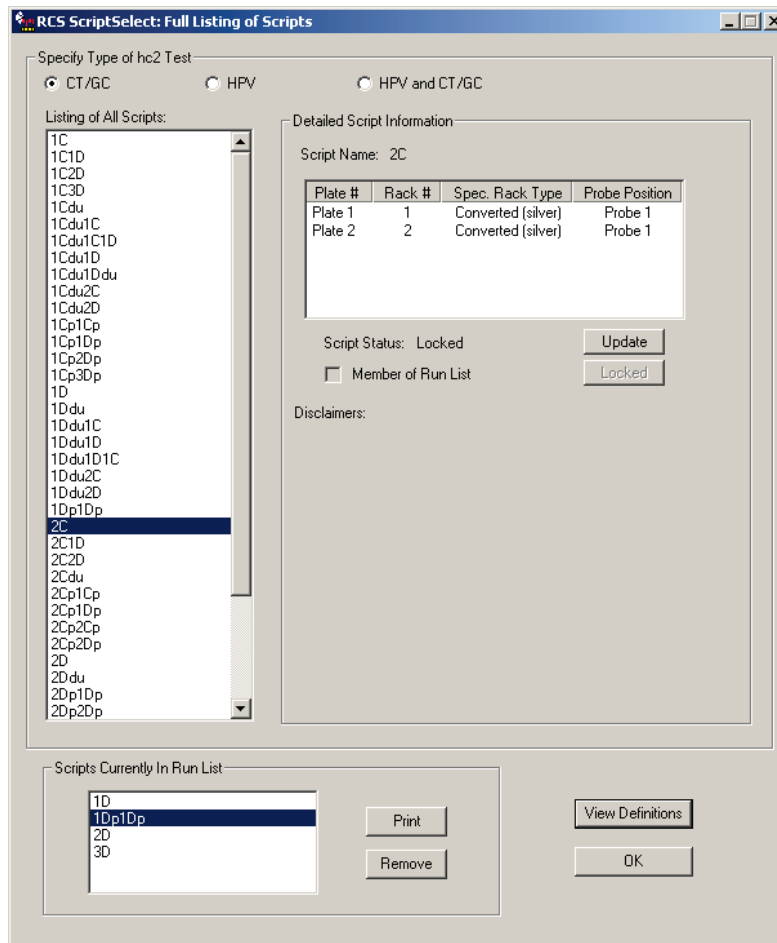 RCS ScriptSelect: Full Listing of Scripts
Specify Type of hc2 Test
CT/GC HPV HPV and CT/GC
Listing of All Scripts:
1C
1C1D
1C2D
1C3D
1Cdu
1Cdu1C
1Cdu1C1D
1Cdu1D
1Cdu1Ddu
1Cdu2C
1Cdu2D
1Cp1Cp
1Cp1Dp
1Cp2Dp
1Cp3Dp
1D
1Ddu
1Ddu1C
1Ddu1D
1Ddu1D1C
1Ddu2C
1Ddu2D
1Dp1Dp
2C
2C1D
2C2D
2Cdu
2Cp1Cp
2Cp1Dp
2Cp2Cp
2Cp2Dp
2D
2Ddu
2Dp1Dp
2Dp2Dp
Detailed Script Information
Script Name: 2C
Plate # Rack # Spec. Rack Type Probe Position
Plate 1 1 Converted (silver) Probe 1
Plate 2 2 Converted (silver) Probe 1
Script Status: Locked Update
Member of Run List Locked
Disclaimers:
Scripts Currently In Run List
1D
1Dp1Dp
2D
3D
Print
Remove
View Definitions
OK